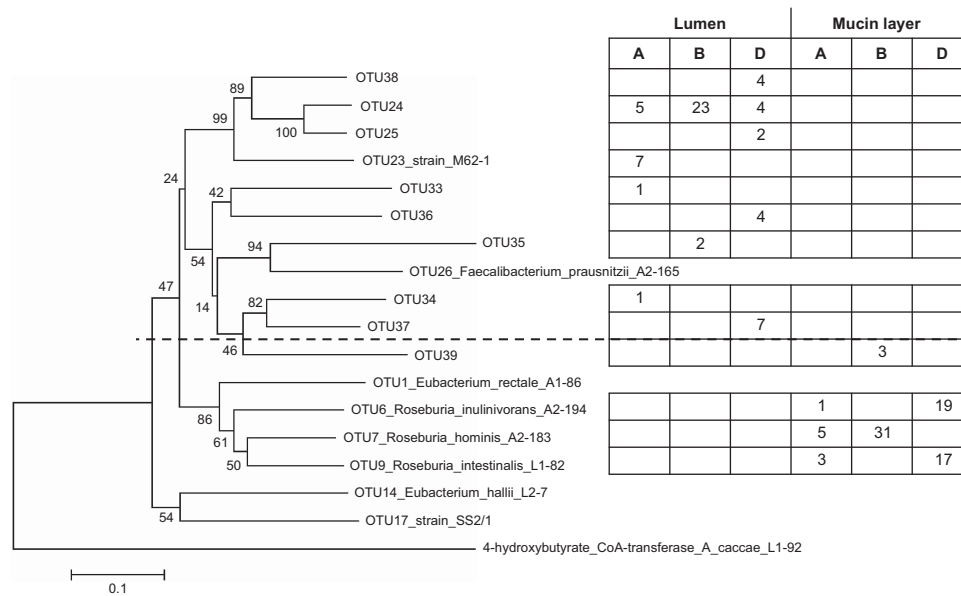 Lumen Mucin layer
A B D A B D
89 OTU38 4
OTU24 5 23 4
99 100 OTU25 2
OTU23_strain_M62-1 7
24 42 OTU33 1
OTU36 4
54 94 OTU35 2
OTU26_Faecalibacterium_prausnitzii_A2-165
47 14 82 OTU34 1
OTU37 7
46 OTU39 3
OTU1_Eubacterium_rectale_A1-86
86 OTU6_Roseburia_inulinivorans_A2-194 1 19
61 OTU7_Roseburia_hominis_A2-183 5 31
50 OTU9_Roseburia_intestinalis_L1-82 3 17
OTU14_Eubacterium_hallii_L2-7
54 OTU17_strain_SS2/1
4-hydroxybutyrate_CoA-transferase_A_caccae_L1-92
0.1